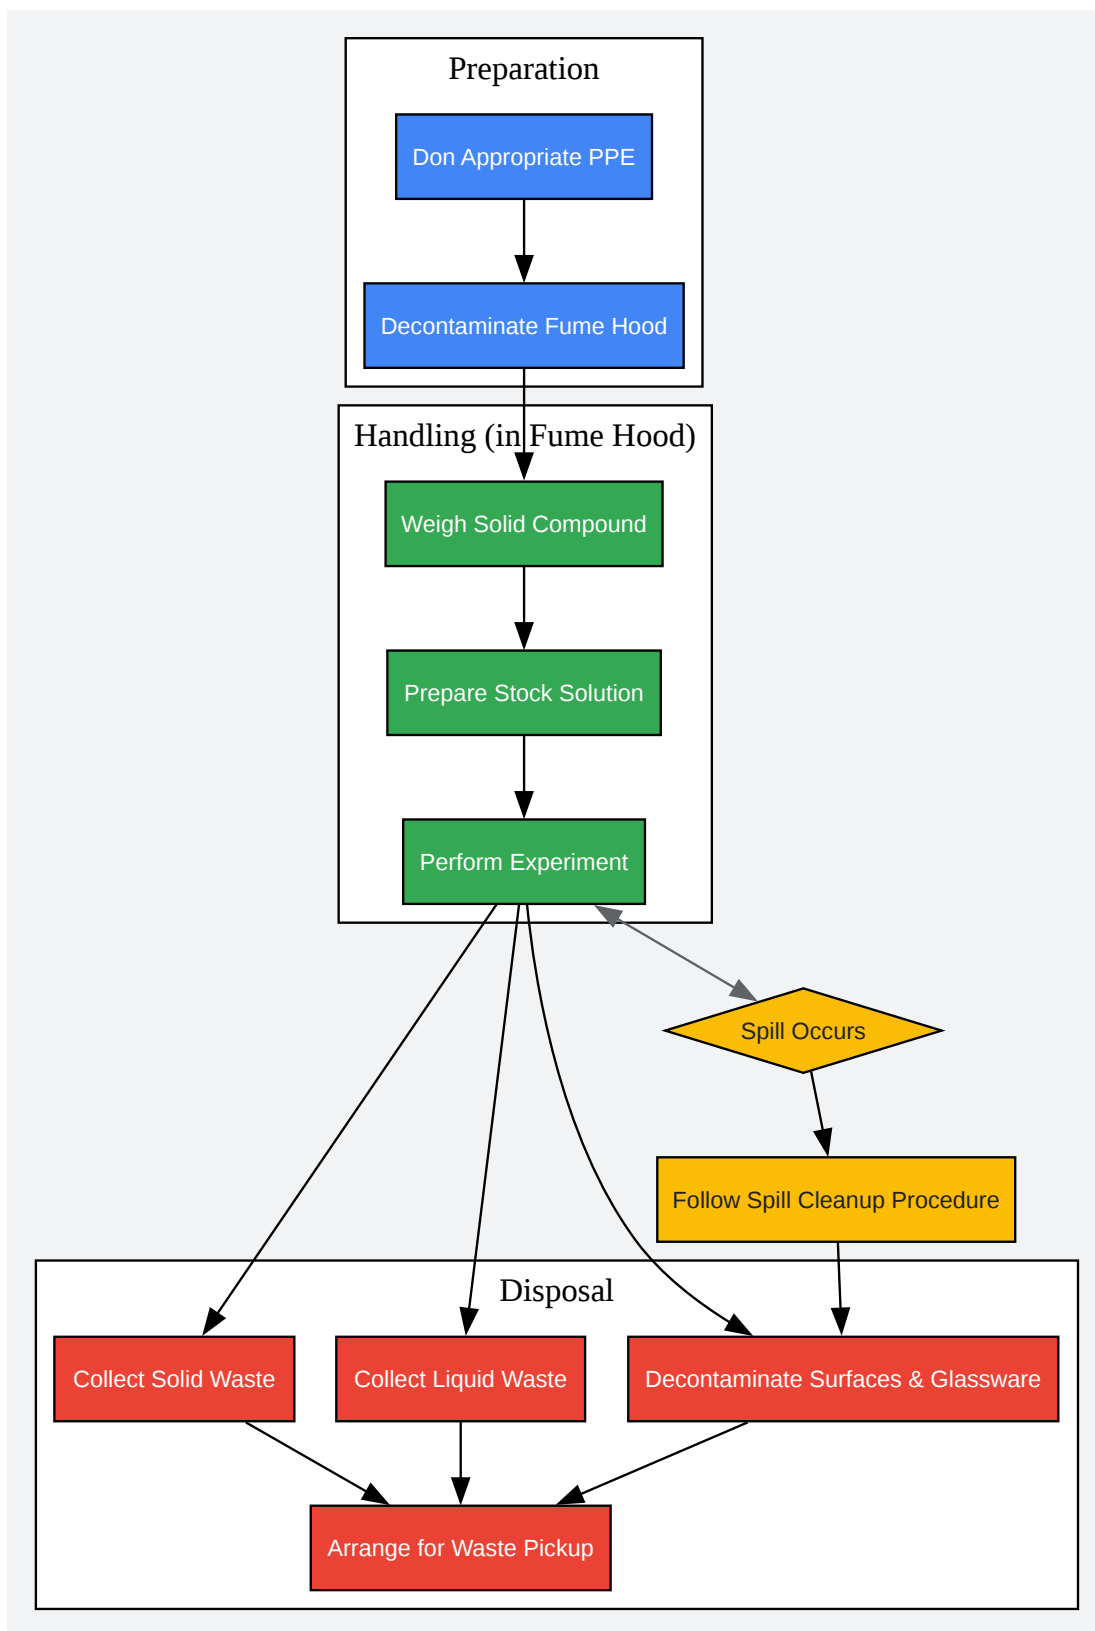 Preparation
Don Appropriate PPE
Decontaminate Fume Hood
Handling (in Fume Hood)
Weigh Solid Compound
Prepare Stock Solution
Perform Experiment
Spill Occurs
Follow Spill Cleanup Procedure
Disposal
Collect Solid Waste
Collect Liquid Waste
Decontaminate Surfaces & Glassware
Arrange for Waste Pickup